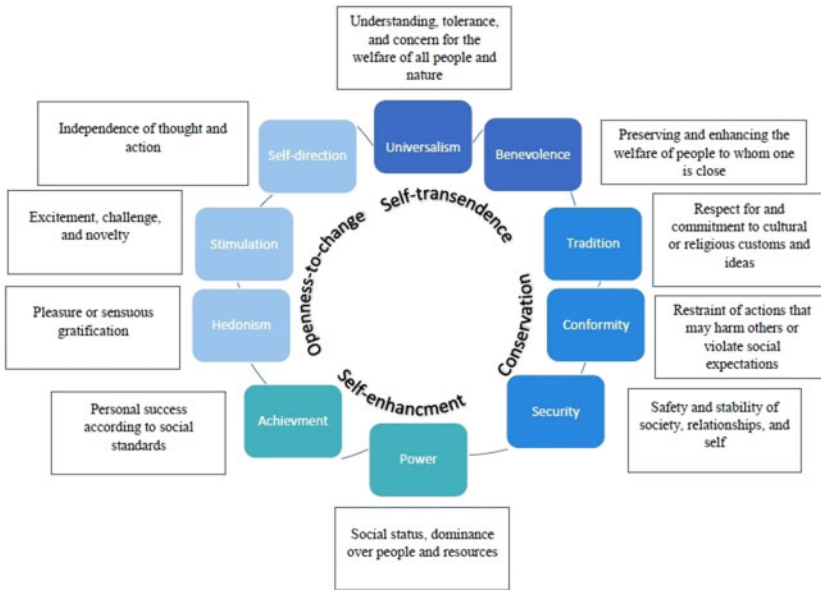 Understanding, tolerance,
and concern for the
welfare of all people and
nature
Independence of thought and
action
Self-direction
Universalism
Benevolence
Preserving and enhancing the
welfare of people to whom one
is close
Excitement, challenge,
and novelty
Stimulation
Openness-to-change
Self-transendence
Tradition
Respect for and
commitment to cultural
or religious customs and
ideas
Pleasure or sensuous
gratification
Hedonism
Conservation
Conformity
Restraint of actions that
may harm others or
violate social
expectations
Personal success
according to social
standards
Achievment
Self-enhancment
Power
Security
Safety and stability of
society, relationships, and
self
Social status, dominance
over people and resources